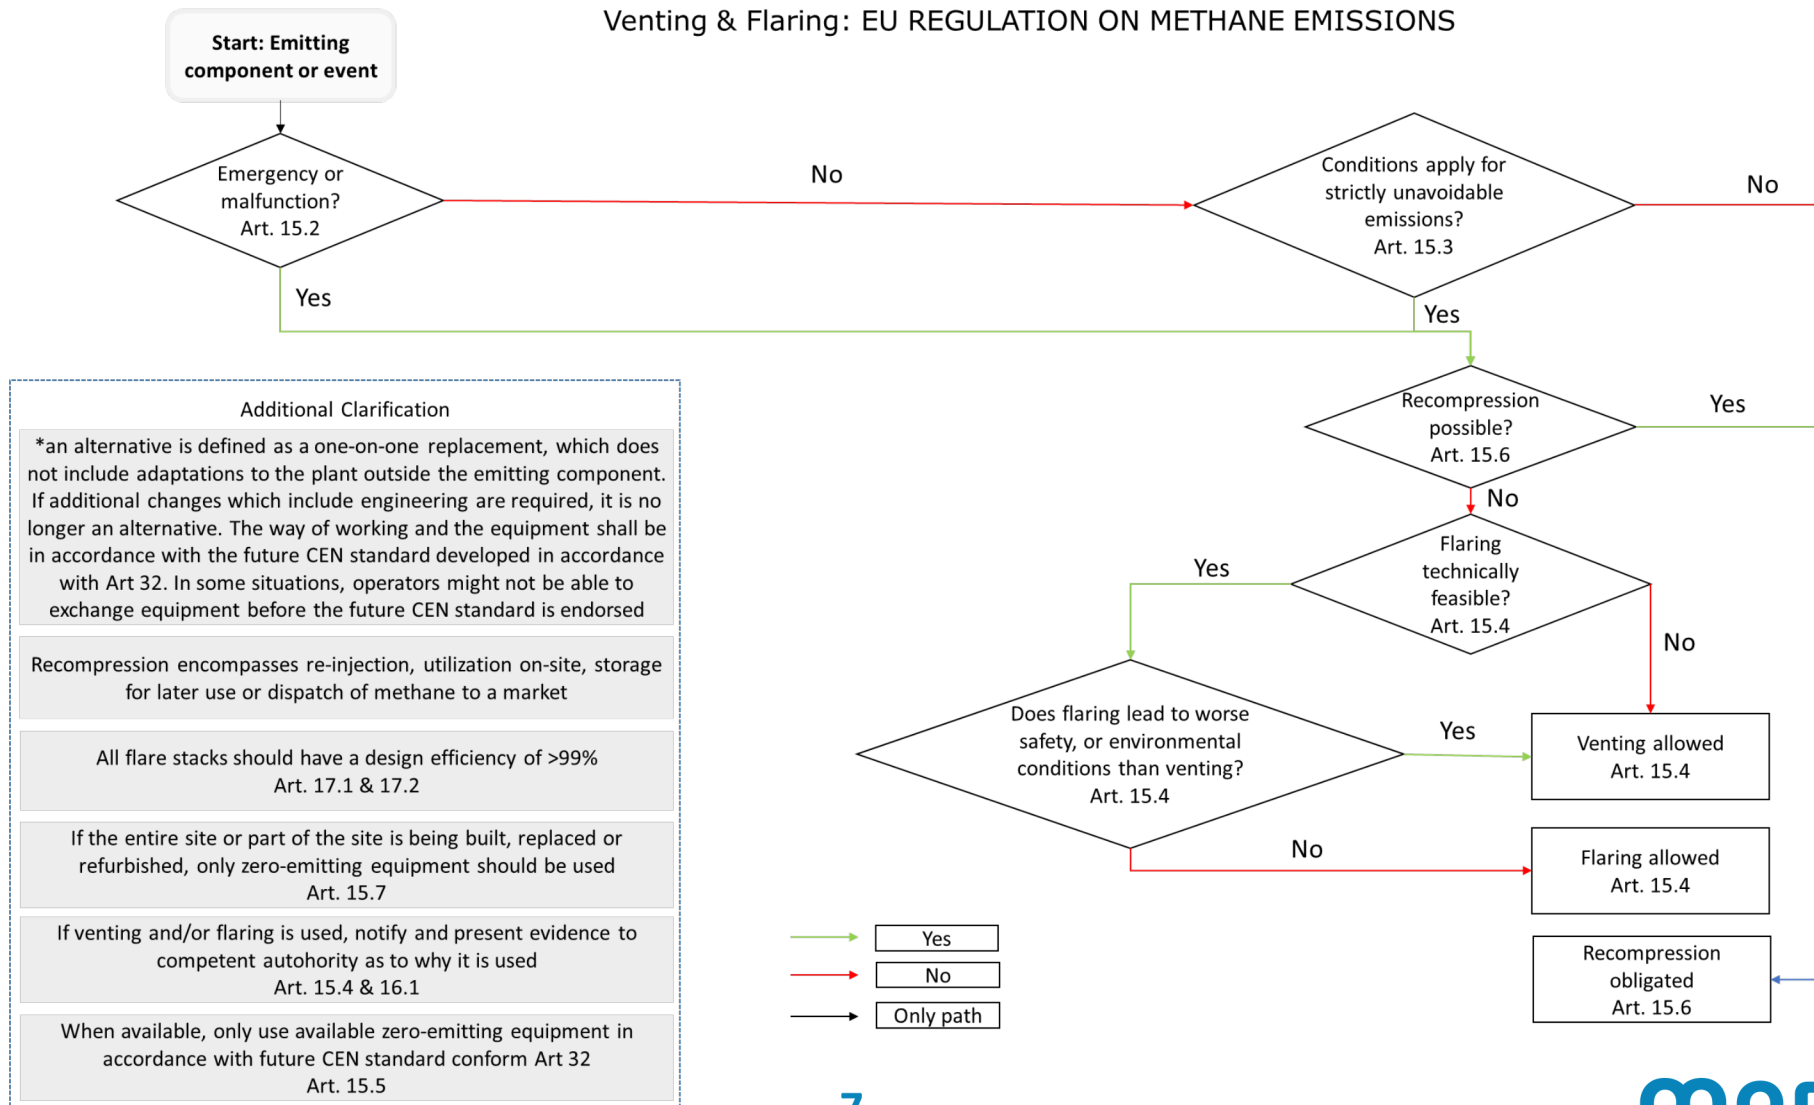 Venting & Flaring: EU REGULATION ON METHANE EMISSIONS
Start: Emitting
component or event
Emergency or
malfunction?
Art. 15.2
No
Conditions apply for
strictly unavoidable
emissions?
Art. 15.3
No
Yes
Yes
Recompression
possible?
Art. 15.6
Yes
No
Flaring
technically
feasible?
Art. 15.4
Yes
No
Does flaring lead to worse
safety, or environmental
conditions than venting?
Art. 15.4
Yes
Venting allowed
Art. 15.4
No
Flaring allowed
Art. 15.4
Recompression
obligated
Art. 15.6
Yes
No
Only path
Additional Clarification
*an alternative is defined as a one-on-one replacement, which does
not include adaptations to the plant outside the emitting component.
If additional changes which include engineering are required, it is no
longer an alternative. The way of working and the equipment shall be
in accordance with the future CEN standard developed in accordance
with Art 32. In some situations, operators might not be able to
exchange equipment before the future CEN standard is endorsed
Recompression encompasses re-injection, utilization on-site, storage
for later use or dispatch of methane to a market
All flare stacks should have a design efficiency of >99%
Art. 17.1 & 17.2
If the entire site or part of the site is being built, replaced or
refurbished, only zero-emitting equipment should be used
Art. 15.7
If venting and/or flaring is used, notify and present evidence to
competent autohority as to why it is used
Art. 15.4 & 16.1
When available, only use available zero-emitting equipment in
accordance with future CEN standard conform Art 32
Art. 15.5
7